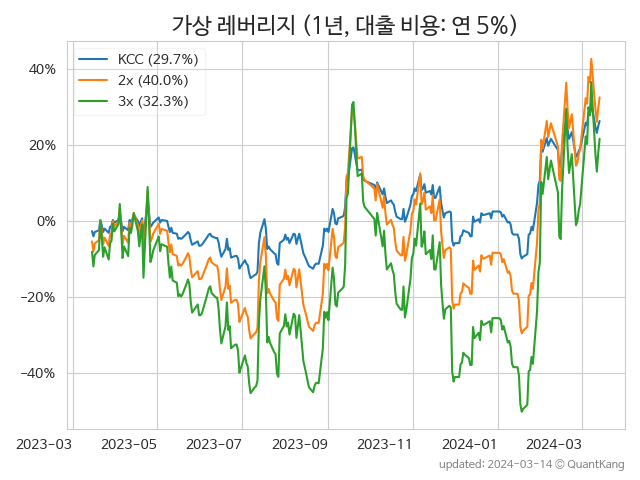 가상 레버리지 (1년, 대출 비용: 연 5%)
KCC (29.7%)
2x (40.0%)
3x (32.3%)
40%
20%
0%
−20%
−40%
2023-03
2023-05
2023-07
2023-09
2023-11
2024-01
2024-03
updated: 2024-03-14 ⓒ QuantKang